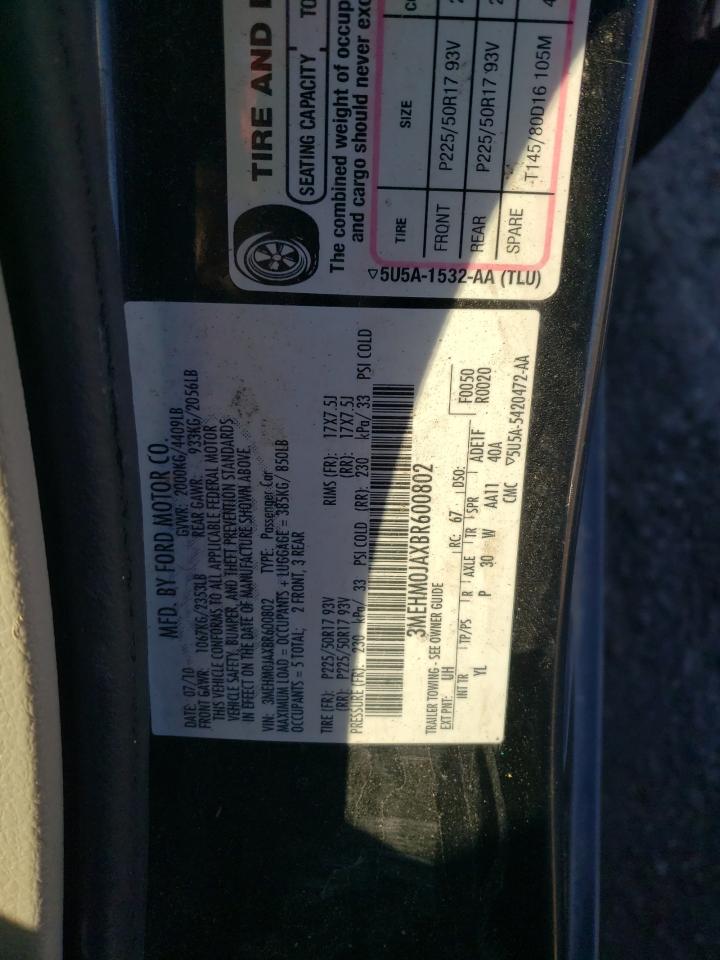 TIRE AND
SEATING CAPACITY TO
The combined weight of occup
and cargo should never exc
TIRE SIZE
FRONT P225/50R17 93V
REAR P225/50R17 93V
SPARE T145/80D16 105M
5U5A-1532-AA (TLU)
MFD. BY FORD MOTOR CO.
DATE: 07/10 GVWR: 2000KG/4409LB
FRONT GAWR: 1067KG/2353LB REAR GAWR: 933KG/2056LB
THIS VEHICLE CONFORMS TO ALL APPLICABLE FEDERAL MOTOR
VEHICLE SAFETY, BUMPER, AND THEFT PREVENTION STANDARDS
IN EFFECT ON THE DATE OF MANUFACTURE SHOWN ABOVE.
VIN: 3MEHM0JAXBR600802 TYPE: Passenger Car
MAXIMUM LOAD = OCCUPANTS + LUGGAGE = 385KG/ 850LB
OCCUPANTS = 5 TOTAL; 2 FRONT, 3 REAR
TIRE (FR): P225/50R17 93V RIMS (FR): 17X7.5J
(RR): P225/50R17 93V (RR): 17X7.5J
PRESSURE (FR): 230 kPa/ 33 PSI COLD (RR): 230 kPa/ 33 PSI COLD
3MEHM0JAXBR600802
TRAILER TOWING - SEE OWNER GUIDE F0050
EXT PNT: UH RC: 67 DSO: R0020
INT TR TP/PS R AXLE TR SPR ADE1F
YL P 30 W AA11 40A
CMC 5U5A-5420472-AA